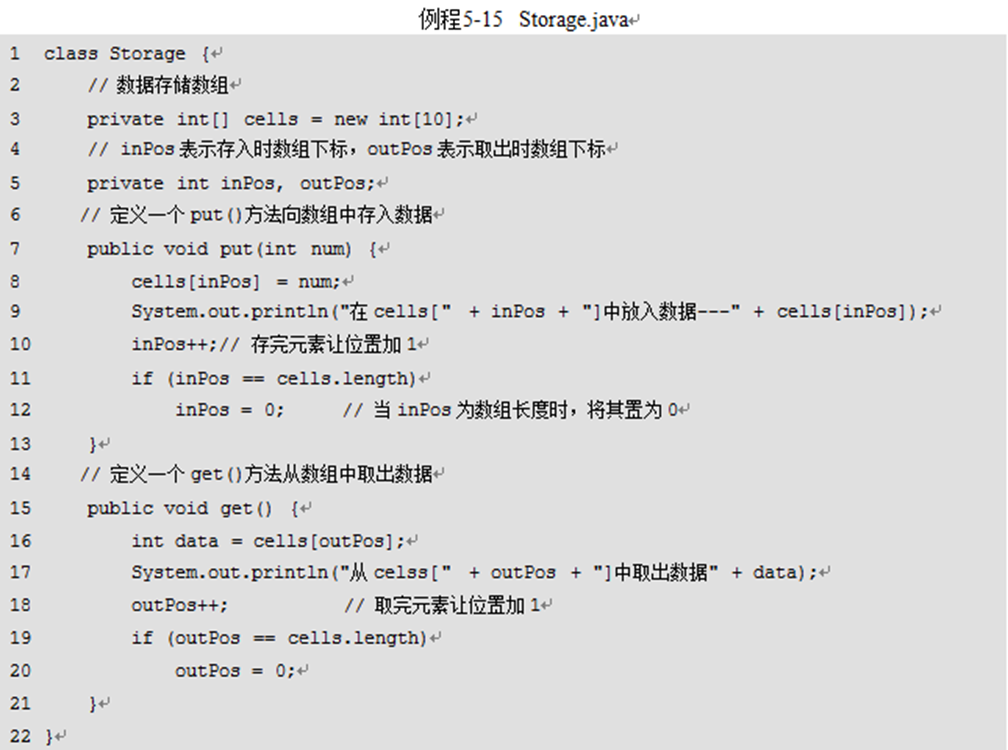 例程5-15 Storage.java↵
1 class Storage {↵
2     // 数据存储数组↵
3     private int[] cells = new int[10];↵
4     // inPos 表示存入时数组下标，outPos 表示取出时数组下标↵
5     private int inPos, outPos;↵
6    // 定义一个 put()方法向数组中存入数据↵
7     public void put(int num) {↵
8         cells[inPos] = num;↵
9         System.out.println("在 cells[" + inPos + "]中放入数据---" + cells[inPos]);↵
10         inPos++;// 存完元素让位置加 1↵
11         if (inPos == cells.length)↵
12             inPos = 0;     // 当 inPos 为数组长度时，将其置为 0↵
13     }↵
14    // 定义一个 get()方法从数组中取出数据↵
15     public void get() {↵
16         int data = cells[outPos];↵
17         System.out.println("从 celss[" + outPos + "]中取出数据" + data);↵
18         outPos++;          // 取完元素让位置加 1↵
19         if (outPos == cells.length)↵
20             outPos = 0;↵
21     }↵
22 }↵